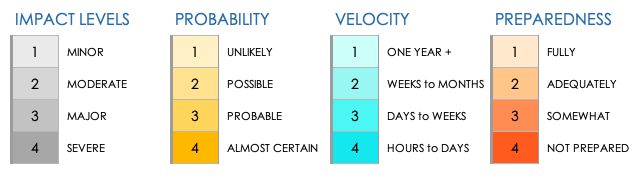 IMPACT LEVELS
1 MINOR
2 MODERATE
3 MAJOR
4 SEVERE
PROBABILITY
1 UNLIKELY
2 POSSIBLE
3 PROBABLE
4 ALMOST CERTAIN
VELOCITY
1 ONE YEAR +
2 WEEKS to MONTHS
3 DAYS to WEEKS
4 HOURS to DAYS
PREPAREDNESS
1 FULLY
2 ADEQUATELY
3 SOMEWHAT
4 NOT PREPARED